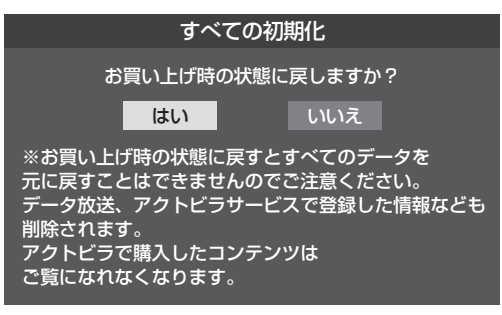 すべての初期化
お買い上げ時の状態に戻しますか？
はい いいえ
※お買い上げ時の状態に戻すとすべてのデータを
元に戻すことはできませんのでご注意ください。
データ放送、アクトビラサービスで登録した情報なども
削除されます。
アクトビラで購入したコンテンツは
ご覧になれなくなります。